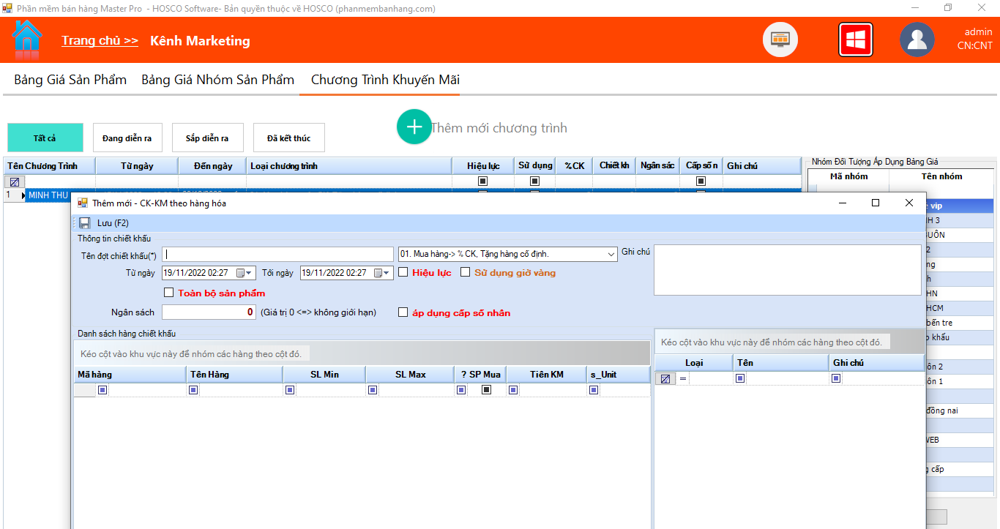 Phần mềm bán hàng Master Pro - HOSCO Software- Bản quyền thuộc về HOSCO (phanmembanhang.com)
Trang chủ >> Kênh Marketing
admin
CN:CNT
Bảng Giá Sản Phẩm Bảng Giá Nhóm Sản Phẩm Chương Trình Khuyến Mãi
Thêm mới chương trình
Tất cả Đang diễn ra Sắp diễn ra Đã kết thúc
Nhóm Đối Tượng Áp Dụng Bảng Giá
Tên Chương Trình Từ ngày Đến ngày Loại chương trình Hiệu lực Sử dụng %CK Chiết kh Ngân sác Cấp số n Ghi chú
Mã nhóm Tên nhóm
1 MINH THU
Thêm mới - CK-KM theo hàng hóa
Lưu (F2)
Thông tin chiết khấu
Tên đợt chiết khấu(*) 01. Mua hàng-> % CK, Tặng hàng cố định. Ghi chú
Từ ngày 19/11/2022 02:27 Tới ngày 19/11/2022 02:27 Hiệu lực Sử dụng giờ vàng
Toàn bộ sản phẩm
Ngân sách 0 (Giá trị 0 <=> không giới hạn) áp dụng cấp số nhân
Danh sách hàng chiết khấu
Kéo cột vào khu vực này để nhóm các hàng theo cột đó.
Mã hàng Tên Hàng SL Min SL Max ? SP Mua Tiền KM s_Unit
Kéo cột vào khu vực này để nhóm các hàng theo cột đó.
Loại Tên Ghi chú
=
vip
H 3
UÔN
2
ng
h
HN
HCM
bến tre
khẩu
ôn 2
ôn 1
đồng nai
WEB
cấp